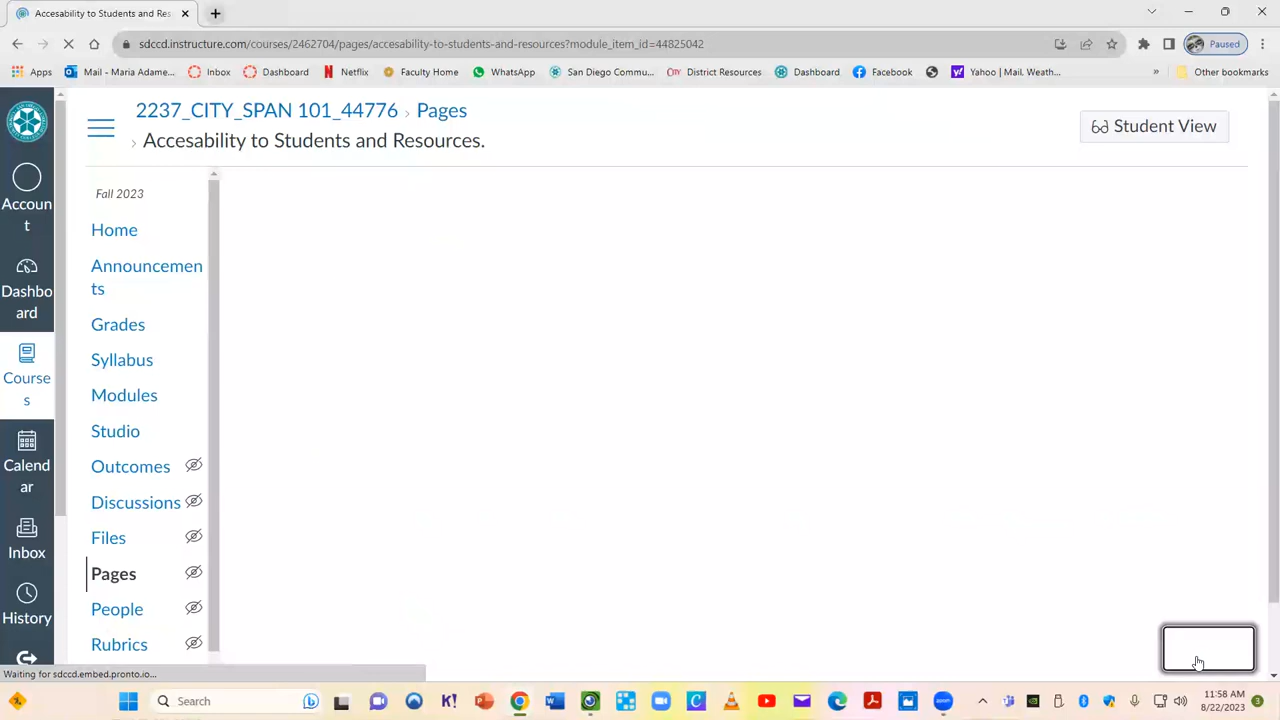 Accesability to Students and Res
sdccd.instructure.com/courses/2462704/pages/accesability-to-students-and-resources?module_item_id=44825042
Paused
Apps
Mail - Maria Adame...
Inbox
Dashboard
Netflix
Faculty Home
WhatsApp
San Diego Commu...
District Resources
Dashboard
Facebook
Yahoo | Mail. Weath...
»
Other bookmarks
2237_CITY_SPAN 101_44776 › Pages
› Accesability to Students and Resources.
Student View
Fall 2023
Home
Announcemen
ts
Grades
Syllabus
Modules
Studio
Outcomes
Discussions
Files
Pages
People
Rubrics
Accoun
t
Dashbo
ard
Course
s
Calend
ar
Inbox
History
Waiting for sdccd.embed.pronto.io...
Search
K!
zoom
11:58 AM
8/22/2023
3